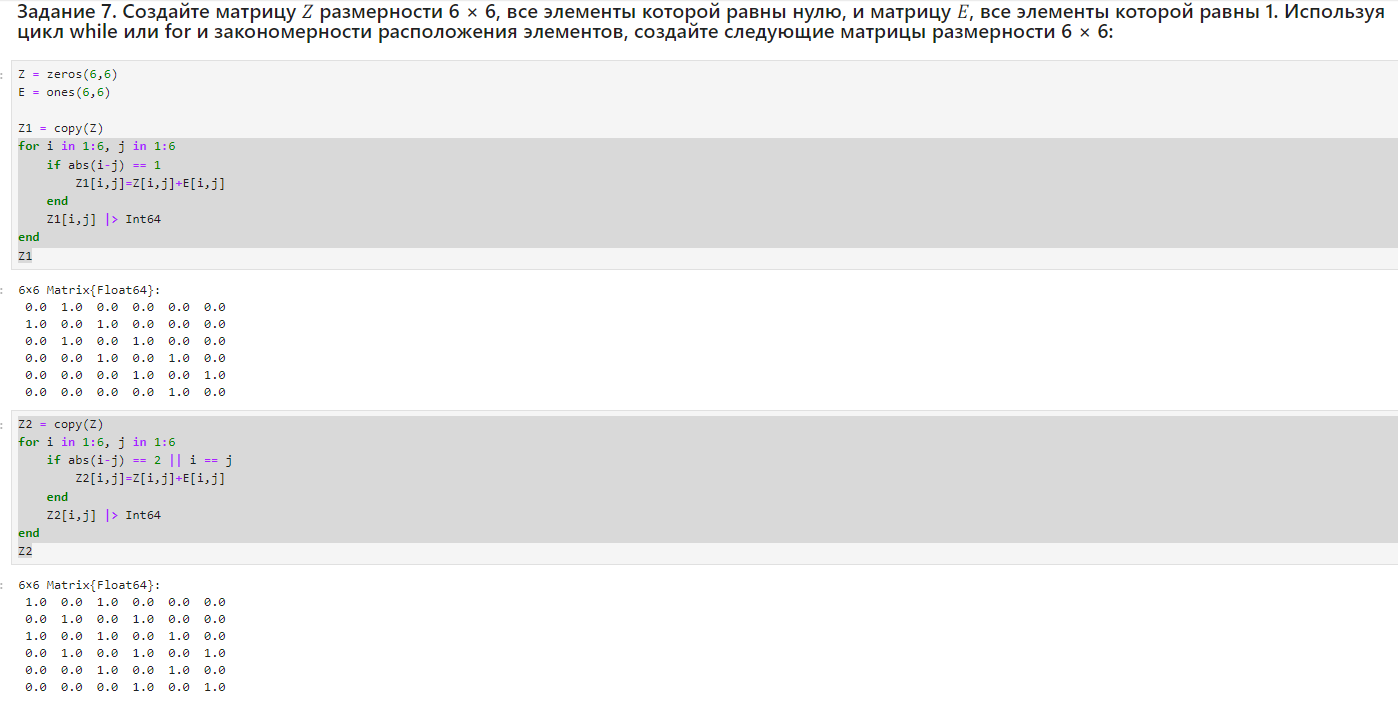 Задание 7. Создайте матрицу Z размерности 6 × 6, все элементы которой равны нулю, и матрицу E, все элементы которой равны 1. Используя
цикл while или for и закономерности расположения элементов, создайте следующие матрицы размерности 6 × 6:
Z = zeros(6,6)
E = ones(6,6)
Z1 = copy(Z)
for i in 1:6, j in 1:6
    if abs(i-j) == 1
        Z1[i,j]=Z[i,j]+E[i,j]
    end
    Z1[i,j] |> Int64
end
Z1
6×6 Matrix{Float64}:
 0.0  1.0  0.0  0.0  0.0  0.0
 1.0  0.0  1.0  0.0  0.0  0.0
 0.0  1.0  0.0  1.0  0.0  0.0
 0.0  0.0  1.0  0.0  1.0  0.0
 0.0  0.0  0.0  1.0  0.0  1.0
 0.0  0.0  0.0  0.0  1.0  0.0
Z2 = copy(Z)
for i in 1:6, j in 1:6
    if abs(i-j) == 2 || i == j
        Z2[i,j]=Z[i,j]+E[i,j]
    end
    Z2[i,j] |> Int64
end
Z2
6×6 Matrix{Float64}:
 1.0  0.0  1.0  0.0  0.0  0.0
 0.0  1.0  0.0  1.0  0.0  0.0
 1.0  0.0  1.0  0.0  1.0  0.0
 0.0  1.0  0.0  1.0  0.0  1.0
 0.0  0.0  1.0  0.0  1.0  0.0
 0.0  0.0  0.0  1.0  0.0  1.0